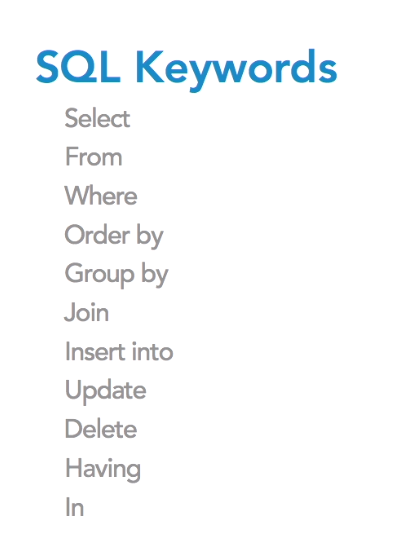 SQL Keywords
Select
From
Where
Order by
Group by
Join
Insert into
Update
Delete
Having
In